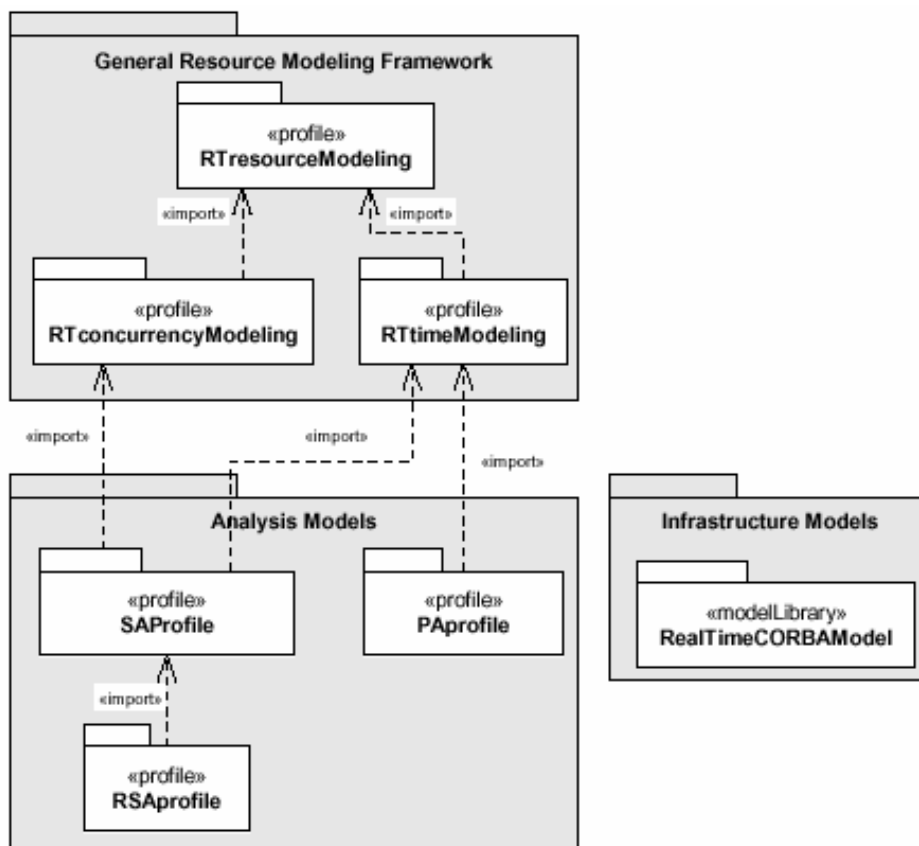 General Resource Modeling Framework
«profile»
RTresourceModeling
«import»
«import»
«profile»
RTconcurrencyModeling
«profile»
RTtimeModeling
«import»
«import»
«import»
Analysis Models
«profile»
SAProfile
«profile»
PAprofile
«import»
«profile»
RSAprofile
Infrastructure Models
«modelLibrary»
RealTimeCORBAModel